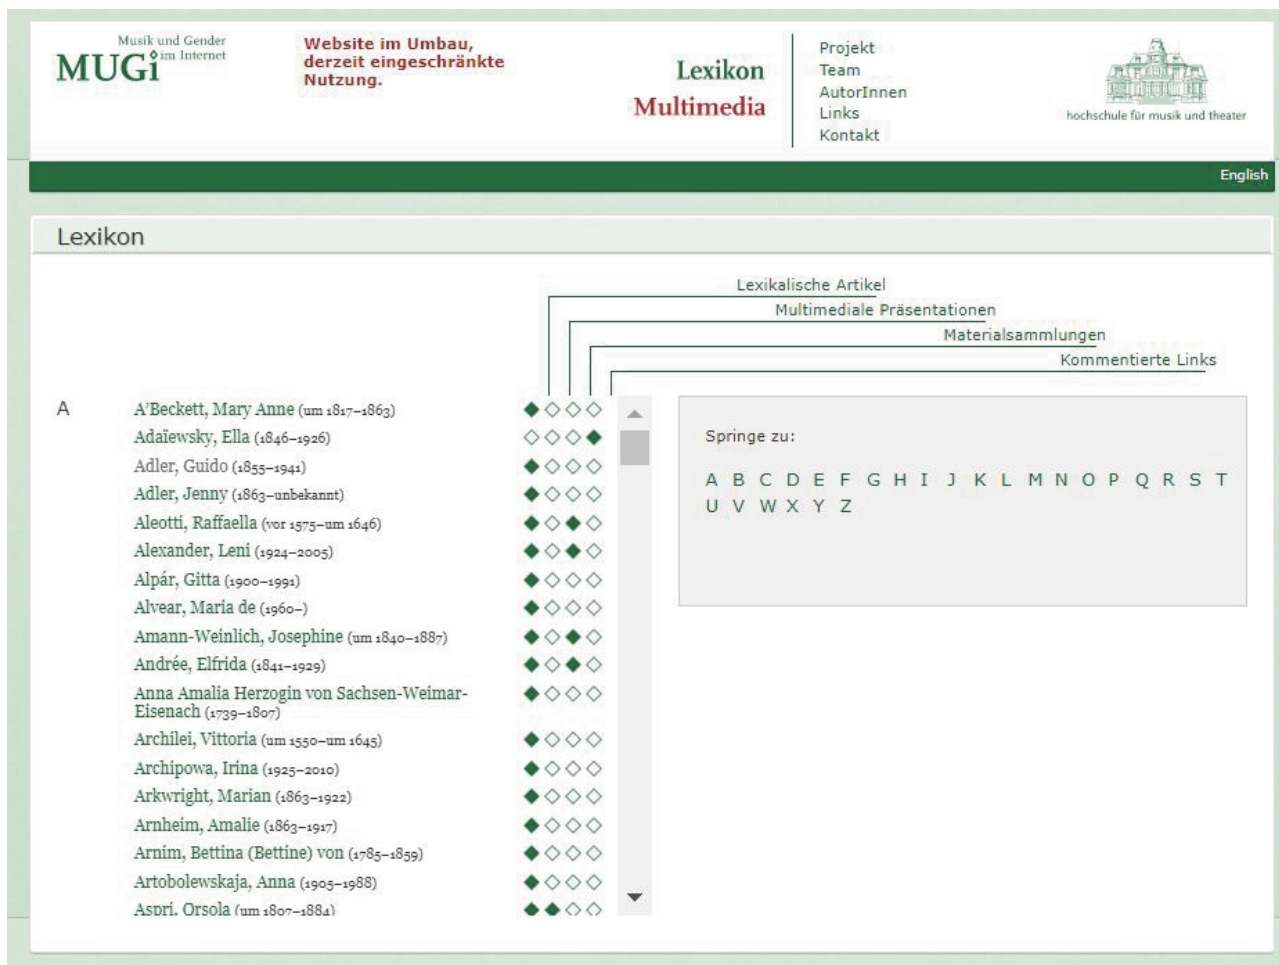 Musik und Gender
MUGi im Internet
Website im Umbau,
derzeit eingeschränkte
Nutzung.
Lexikon
Multimedia
Projekt
Team
AutorInnen
Links
Kontakt
hochschule für musik und theater
English
Lexikon
Lexikalische Artikel
Multimediale Präsentationen
Materialsammlungen
Kommentierte Links
A
A'Beckett, Mary Anne (um 1817–1863)
Adaïewsky, Ella (1846–1926)
Adler, Guido (1855–1941)
Adler, Jenny (1863–unbekannt)
Aleotti, Raffaella (vor 1575–um 1646)
Alexander, Leni (1924–2005)
Alpár, Gitta (1900–1991)
Alvear, Maria de (1960–)
Amann-Weinlich, Josephine (um 1840–1887)
Andrée, Elfrida (1841–1929)
Anna Amalia Herzogin von Sachsen-Weimar-
Eisenach (1739–1807)
Archilei, Vittoria (um 1550–um 1645)
Archipowa, Irina (1925–2010)
Arkwright, Marian (1863–1922)
Arnheim, Amalie (1863–1917)
Arnim, Bettina (Bettine) von (1785–1859)
Artobolewskaja, Anna (1905–1988)
Aspri, Orsola (um 1807–1884)
Springe zu:
A B C D E F G H I J K L M N O P Q R S T
U V W X Y Z